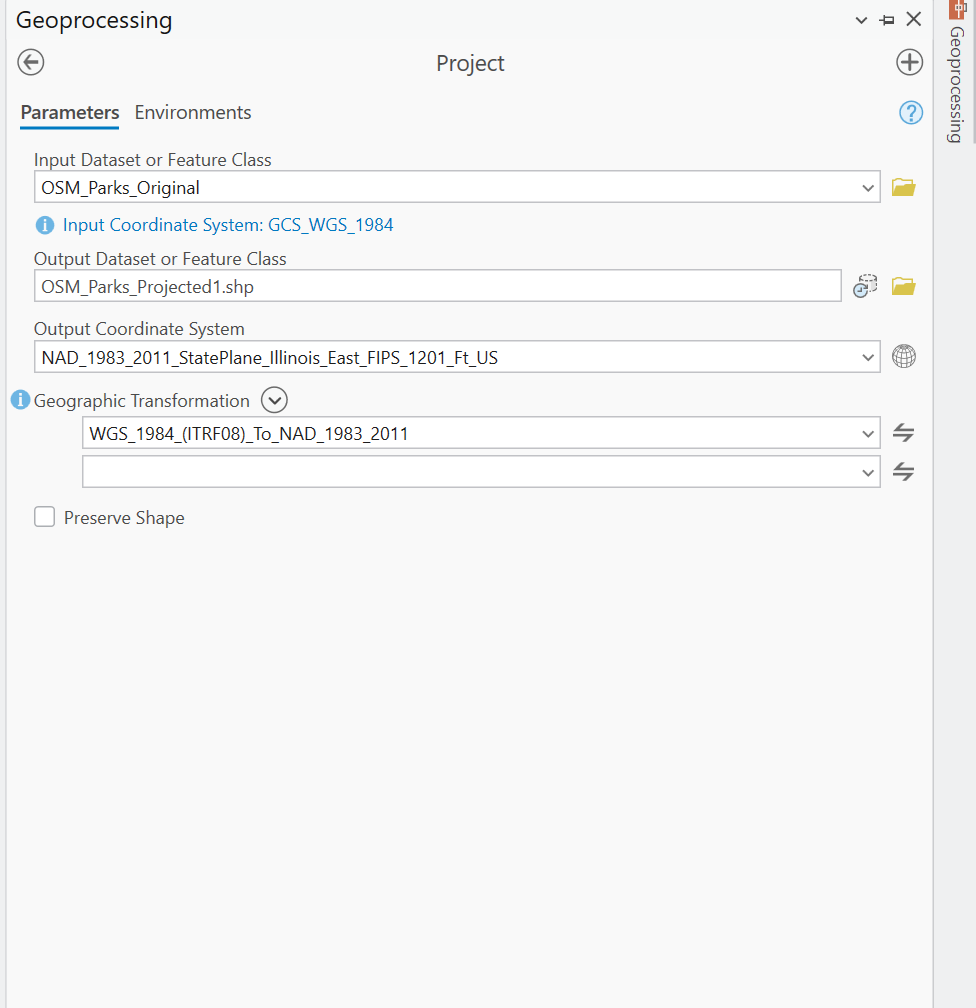 Geoprocessing
Project
Parameters Environments
Input Dataset or Feature Class
OSM_Parks_Original
Input Coordinate System: GCS_WGS_1984
Output Dataset or Feature Class
OSM_Parks_Projected1.shp
Output Coordinate System
NAD_1983_2011_StatePlane_Illinois_East_FIPS_1201_Ft_US
Geographic Transformation
WGS_1984_(ITRF08)_To_NAD_1983_2011
Preserve Shape
Geoprocessing